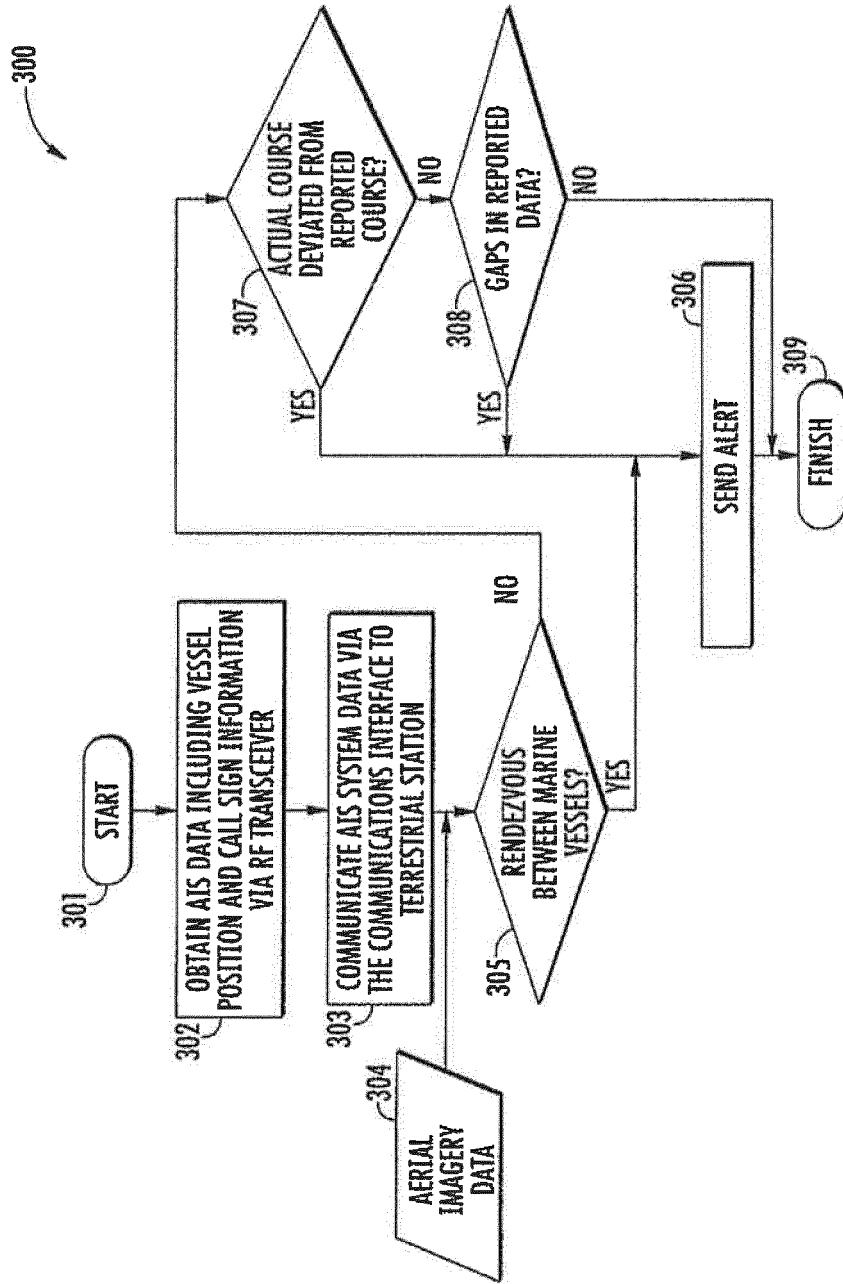 300
START
301
OBTAIN AIS DATA INCLUDING VESSEL
POSITION AND CALL SIGN INFORMATION
VIA RF TRANSCEIVER
302
COMMUNICATE AIS SYSTEM DATA VIA
THE COMMUNICATIONS INTERFACE TO
TERRESTRIAL STATION
303
304
AERIAL
IMAGERY
DATA
RENDEZVOUS
BETWEEN MARINE
VESSELS?
305
NO
YES
ACTUAL COURSE
DEVIATED FROM
REPORTED
COURSE?
307
YES
NO
GAPS IN REPORTED
DATA?
308
YES
NO
SEND ALERT
306
FINISH
309